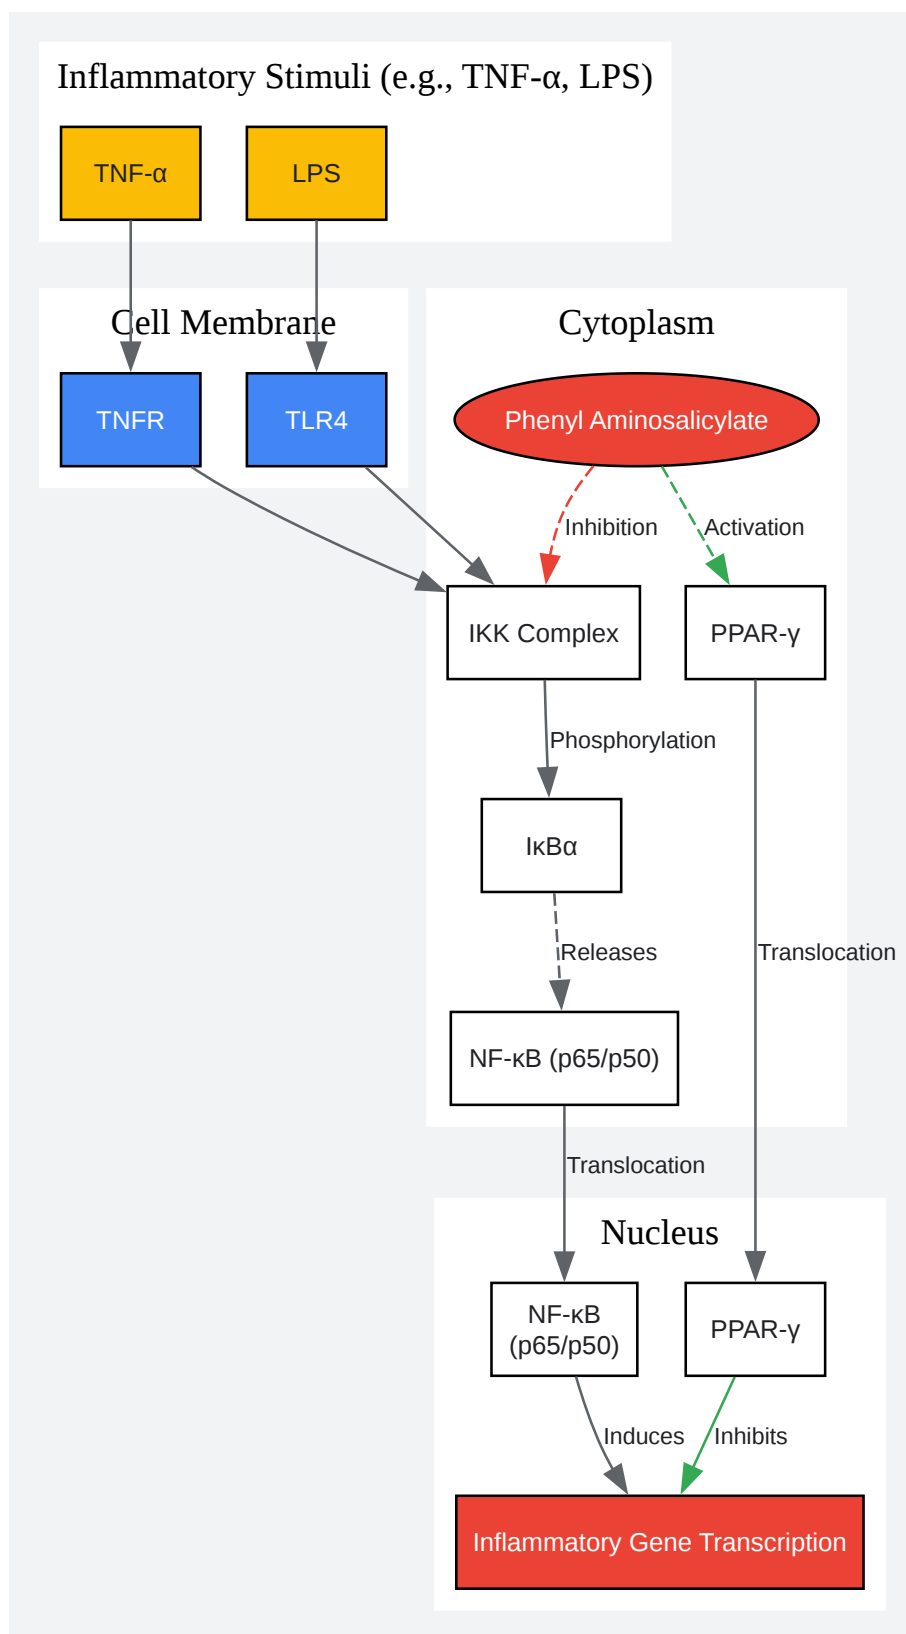 Inflammatory Stimuli (e.g., TNF-α, LPS)
TNF-α
LPS
Cell Membrane
Cytoplasm
TNFR
TLR4
Phenyl Aminosalicylate
Inhibition
Activation
IKK Complex
PPAR-γ
Phosphorylation
IκBα
Releases
Translocation
NF-κB (p65/p50)
Translocation
Nucleus
NF-κB
(p65/p50)
PPAR-γ
Induces
Inhibits
Inflammatory Gene Transcription